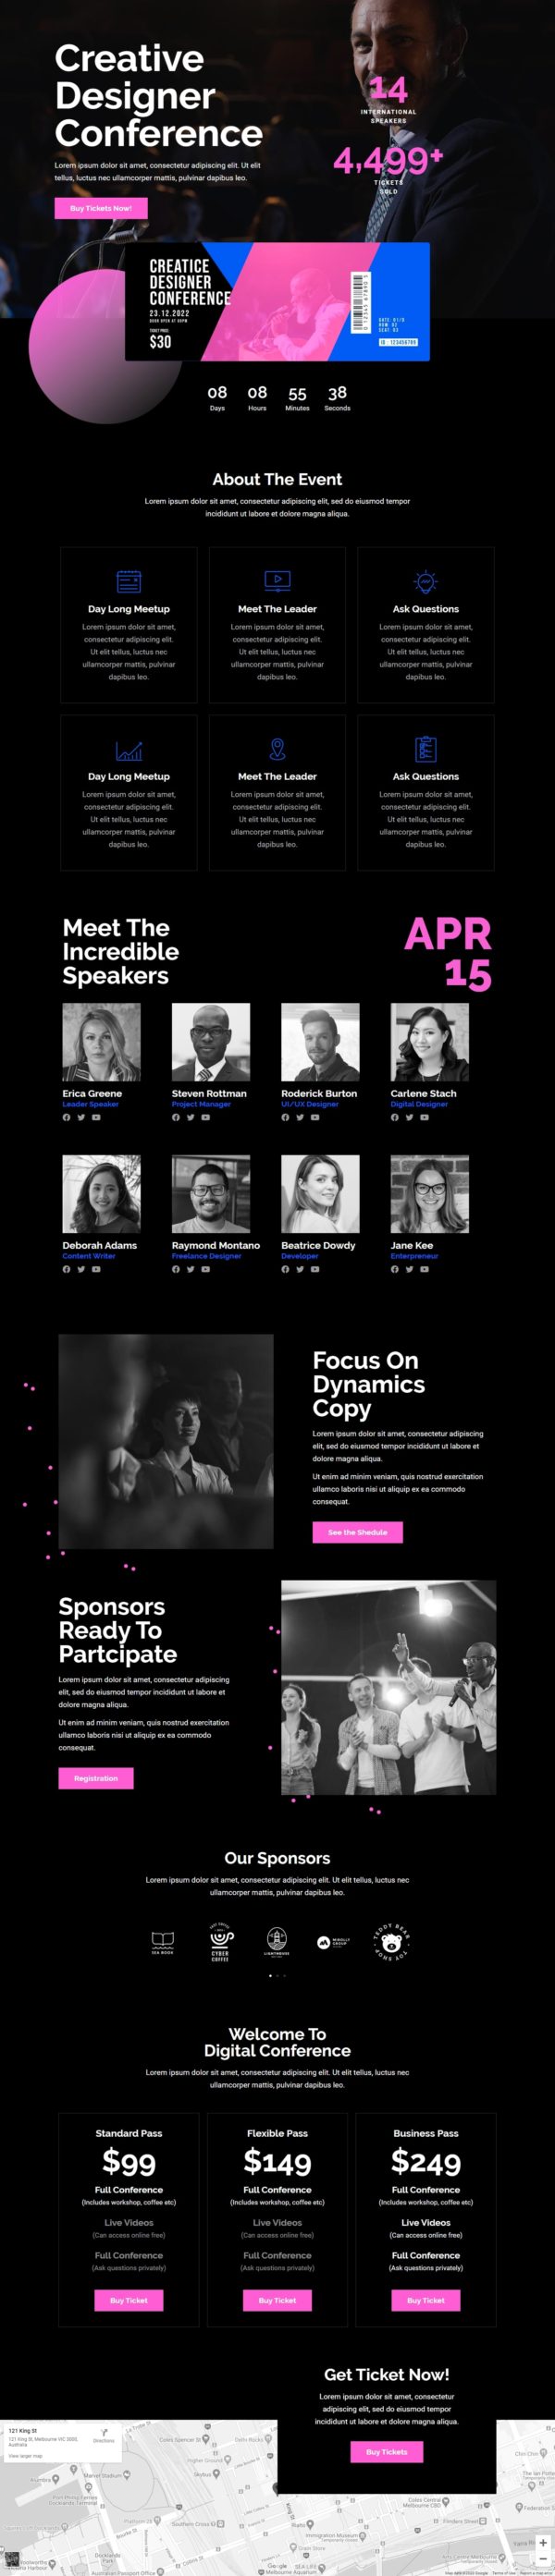 Creative
Designer
Conference
Lorem ipsum dolor sit amet, consectetur adipiscing elit. Ut elit
tellus, luctus nec ullamcorper mattis, pulvinar dapibus leo.
Buy Tickets Now!
14
INTERNATIONAL
SPEAKERS
4,499+
TICKETS
SOLD
CREATICE
DESIGNER
CONFERENCE
23.12.2022
$30
08 08 55 38
Days Hours Minutes Seconds
About The Event
Lorem ipsum dolor sit amet, consectetur adipiscing elit, sed do eiusmod tempor
incididunt ut labore et dolore magna aliqua.
Day Long Meetup
Lorem ipsum dolor sit amet,
consectetur adipiscing elit.
Ut elit tellus, luctus nec
ullamcorper mattis, pulvinar
dapibus leo.
Meet The Leader
Lorem ipsum dolor sit amet,
consectetur adipiscing elit.
Ut elit tellus, luctus nec
ullamcorper mattis, pulvinar
dapibus leo.
Ask Questions
Lorem ipsum dolor sit amet,
consectetur adipiscing elit.
Ut elit tellus, luctus nec
ullamcorper mattis, pulvinar
dapibus leo.
Day Long Meetup
Lorem ipsum dolor sit amet,
consectetur adipiscing elit.
Ut elit tellus, luctus nec
ullamcorper mattis, pulvinar
dapibus leo.
Meet The Leader
Lorem ipsum dolor sit amet,
consectetur adipiscing elit.
Ut elit tellus, luctus nec
ullamcorper mattis, pulvinar
dapibus leo.
Ask Questions
Lorem ipsum dolor sit amet,
consectetur adipiscing elit.
Ut elit tellus, luctus nec
ullamcorper mattis, pulvinar
dapibus leo.
Meet The
Incredible
Speakers
APR
15
Erica Greene
Leader Speaker
Steven Rottman
Project Manager
Roderick Burton
UI/UX Designer
Carlene Stach
Digital Designer
Deborah Adams
Content Writer
Raymond Montano
Freelance Designer
Beatrice Dowdy
Developer
Jane Kee
Enterpreneur
Focus On
Dynamics
Copy
Lorem ipsum dolor sit amet, consectetur adipiscing
elit, sed do eiusmod tempor incididunt ut labore et
dolore magna aliqua.
Ut enim ad minim veniam, quis nostrud exercitation
ullamco laboris nisi ut aliquip ex ea commodo
consequat.
See the Shedule
Sponsors
Ready To
Partcipate
Lorem ipsum dolor sit amet, consectetur adipiscing
elit, sed do eiusmod tempor incididunt ut labore et
dolore magna aliqua.
Ut enim ad minim veniam, quis nostrud exercitation
ullamco laboris nisi ut aliquip ex ea commodo
consequat.
Registration
Our Sponsors
Lorem ipsum dolor sit amet, consectetur adipiscing elit. Ut elit tellus, luctus nec
ullamcorper mattis, pulvinar dapibus leo.
SEA BOOK
CYBER
COFFEE
LIGHTHOUSE
GROUP
TEDDY BEAR
TOY SHOP
Welcome To
Digital Conference
Lorem ipsum dolor sit amet, consectetur adipiscing elit. Ut elit tellus, luctus nec
ullamcorper mattis, pulvinar dapibus leo.
Standard Pass
$99
Full Conference
(Includes workshop, coffee etc)
Live Videos
(Can access online free)
Full Conference
(Ask questions privately)
Buy Ticket
Flexible Pass
$149
Full Conference
(Includes workshop, coffee etc)
Live Videos
(Can access online free)
Full Conference
(Ask questions privately)
Buy Ticket
Business Pass
$249
Full Conference
(Includes workshop, coffee etc)
Live Videos
(Can access online free)
Full Conference
(Ask questions privately)
Buy Ticket
Get Ticket Now!
Lorem ipsum dolor sit amet, consectetur
adipiscing elit, sed do eiusmod tempor
incididunt ut labore et dolore magna aliqua.
Buy Tickets
121 King St
121 King St, Melbourne VIC 3000,
Australia
Directions
View larger map
Marvel Stadium
Southern Cross
Immigration Museum
Google
SEA LIFE
Melbourne Aquarium
Australian Passport Office